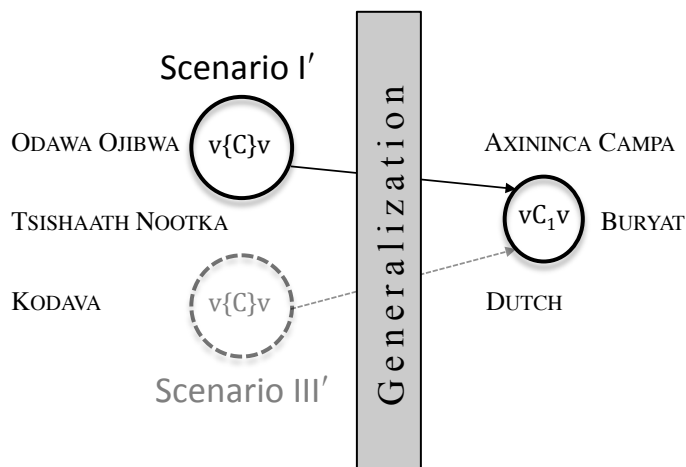 Scenario I′
ODAWA OJIBWA
v{C}v
AXININCA CAMPA
TSISHAATH NOOTKA
Generalization
vC₁v
BURYAT
KODAVA
v{C}v
DUTCH
Scenario III′